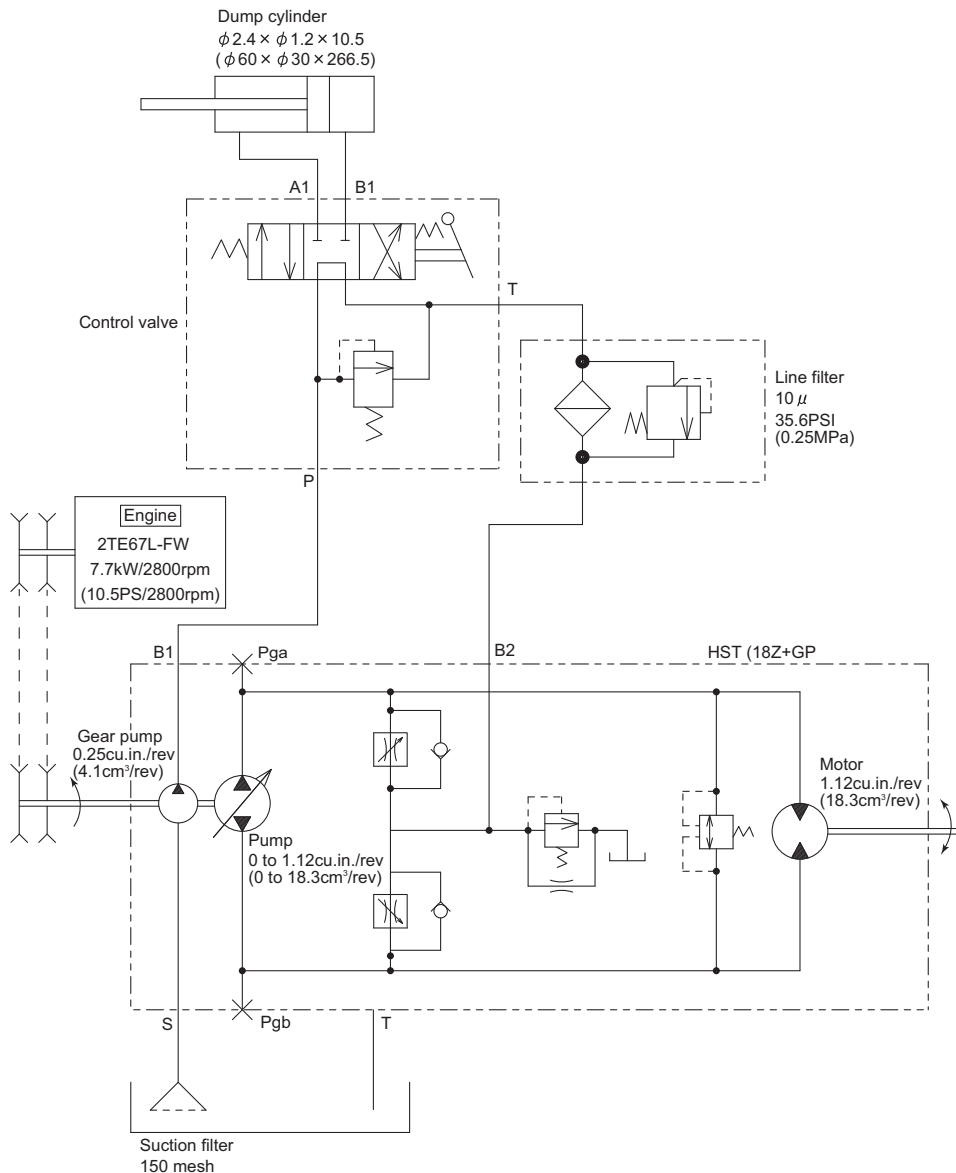 Dump cylinder
φ2.4 × φ1.2 × 10.5
(φ60 × φ30 × 266.5)
A1
B1
T
Control valve
Line filter
10 μ
35.6PSI
(0.25MPa)
P
Engine
2TE67L-FW
7.7kW/2800rpm
(10.5PS/2800rpm)
B1
Pga
B2
HST (18Z+GP
Gear pump
0.25cu.in./rev
(4.1cm³/rev)
Motor
1.12cu.in./rev
(18.3cm³/rev)
Pump
0 to 1.12cu.in./rev
(0 to 18.3cm³/rev)
S
Pgb
T
Suction filter
150 mesh